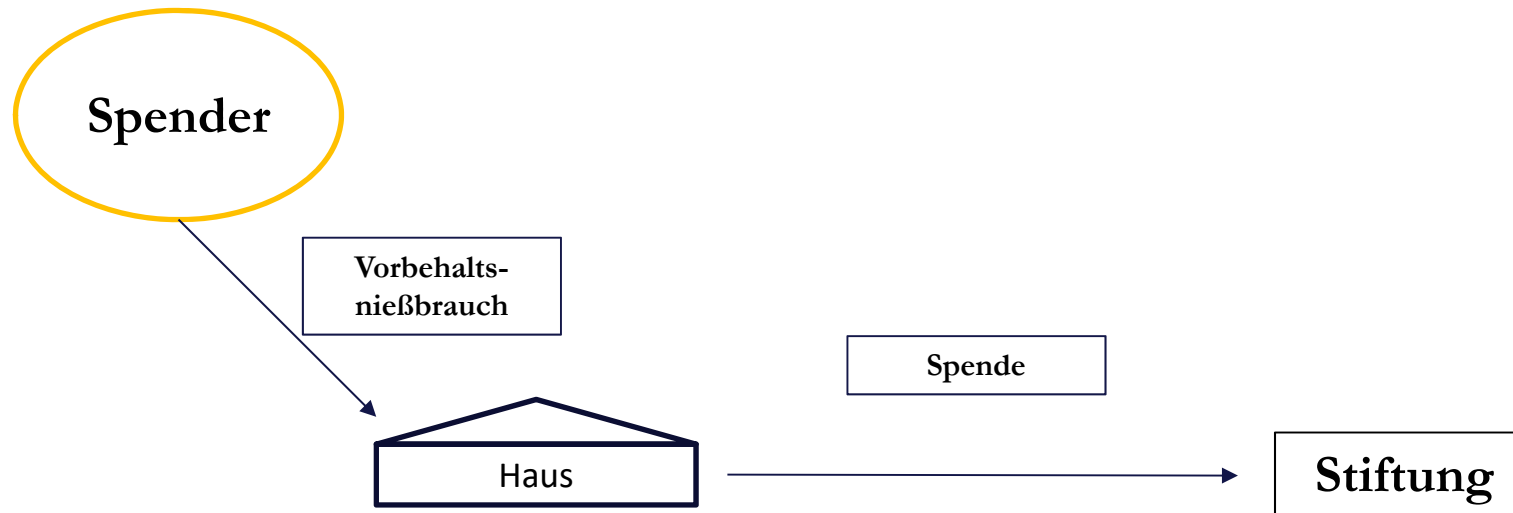 Spender
Vorbehalts-
nießbrauch
Spende
Haus
Stiftung